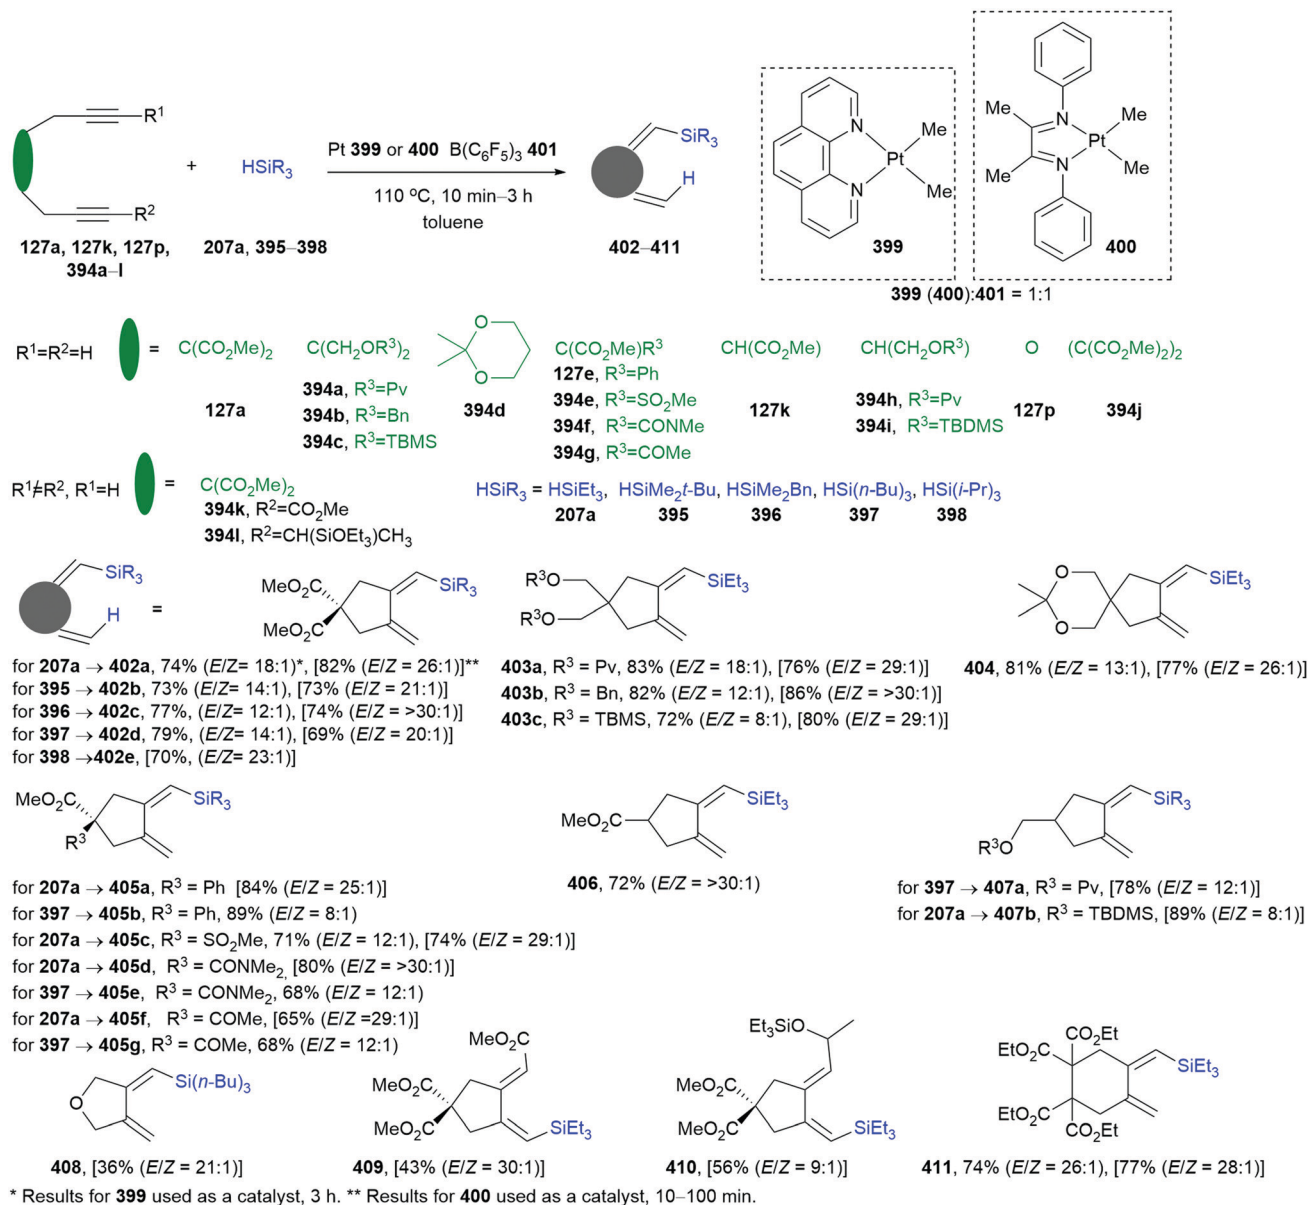 R1
R2
+
HSiR3
Pt 399 or 400 B(C6F5)3 401
110 oC, 10 min–3 h
toluene
SiR3
H
N
N
Pt
Me
Me
399
Me
Me
N
N
Pt
Me
Me
400
127a, 127k, 127p,
394a–l
207a, 395–398
402–411
399 (400):401 = 1:1
R1=R2=H
=
C(CO2Me)2
127a
C(CH2OR3)2
394a, R3=Pv
394b, R3=Bn
394c, R3=TBMS
O
O
394d
C(CO2Me)R3
127e, R3=Ph
394e, R3=SO2Me
394f, R3=CONMe
394g, R3=COMe
CH(CO2Me)
127k
CH(CH2OR3)
394h, R3=Pv
394i, R3=TBDMS
O
127p
(C(CO2Me)2)2
394j
R1≠R2, R1=H
=
C(CO2Me)2
394k, R2=CO2Me
394l, R2=CH(SiOEt3)CH3
HSiR3 = HSiEt3, HSiMe2t-Bu, HSiMe2Bn, HSi(n-Bu)3, HSi(i-Pr)3
207a 395 396 397 398
SiR3
H
=
MeO2C
MeO2C
SiR3
for 207a → 402a, 74% (E/Z= 18:1)*, [82% (E/Z= 26:1)]**
for 395 → 402b, 73% (E/Z= 14:1), [73% (E/Z= 21:1)]
for 396 → 402c, 77%, (E/Z= 12:1), [74% (E/Z= >30:1)]
for 397 → 402d, 79%, (E/Z= 14:1), [69% (E/Z= 20:1)]
for 398 →402e, [70%, (E/Z= 23:1)]
R3O
R3O
SiEt3
403a, R3 = Pv, 83% (E/Z = 18:1), [76% (E/Z = 29:1)]
403b, R3 = Bn, 82% (E/Z = 12:1), [86% (E/Z = >30:1)]
403c, R3 = TBMS, 72% (E/Z = 8:1), [80% (E/Z = 29:1)]
O
O
SiEt3
404, 81% (E/Z = 13:1), [77% (E/Z = 26:1)]
MeO2C
R3
SiR3
for 207a → 405a, R3 = Ph [84% (E/Z = 25:1)]
for 397 → 405b, R3 = Ph, 89% (E/Z = 8:1)
for 207a → 405c, R3 = SO2Me, 71% (E/Z = 12:1), [74% (E/Z = 29:1)]
for 207a → 405d, R3 = CONMe2, [80% (E/Z = >30:1)]
for 397 → 405e, R3 = CONMe2, 68% (E/Z = 12:1)
for 207a → 405f, R3 = COMe, [65% (E/Z =29:1)]
for 397 → 405g, R3 = COMe, 68% (E/Z = 12:1)
MeO2C
SiEt3
406, 72% (E/Z = >30:1)
R3O
SiR3
for 397 → 407a, R3 = Pv, [78% (E/Z = 12:1)]
for 207a → 407b, R3 = TBDMS, [89% (E/Z = 8:1)]
O
Si(n-Bu)3
408, [36% (E/Z = 21:1)]
MeO2C
MeO2C
MeO2C
SiEt3
409, [43% (E/Z = 30:1)]
Et3SiO
MeO2C
MeO2C
SiEt3
410, [56% (E/Z = 9:1)]
CO2Et
EtO2C
EtO2C
CO2Et
SiEt3
411, 74% (E/Z = 26:1), [77% (E/Z = 28:1)]
* Results for 399 used as a catalyst, 3 h. ** Results for 400 used as a catalyst, 10–100 min.